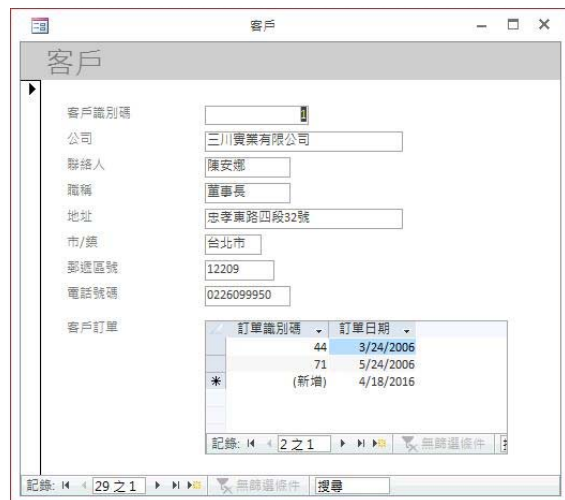 客戶
客戶
客戶識別碼 1
公司 三川實業有限公司
聯絡人 陳安娜
職稱 董事長
地址 忠孝東路四段32號
市/鎮 台北市
郵遞區號 12209
電話號碼 0226099950
客戶訂單 訂單識別碼 訂單日期
44 3/24/2006
71 5/24/2006
(新增) 4/18/2016
記錄: 2 之 1 無篩選條件
記錄: 29 之 1 無篩選條件 搜尋